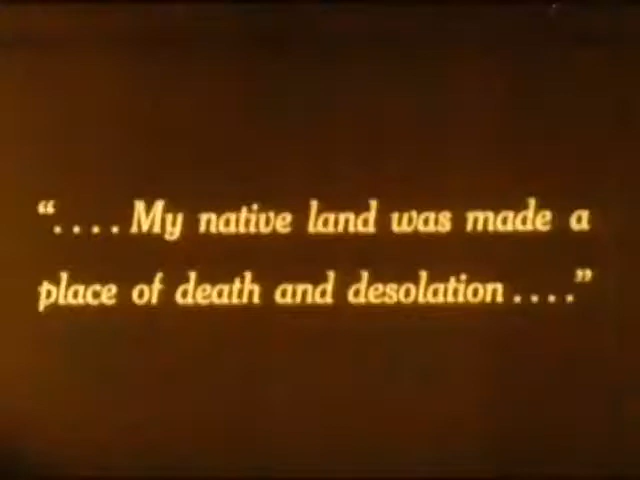 “....My native land was made a
place of death and desolation....”